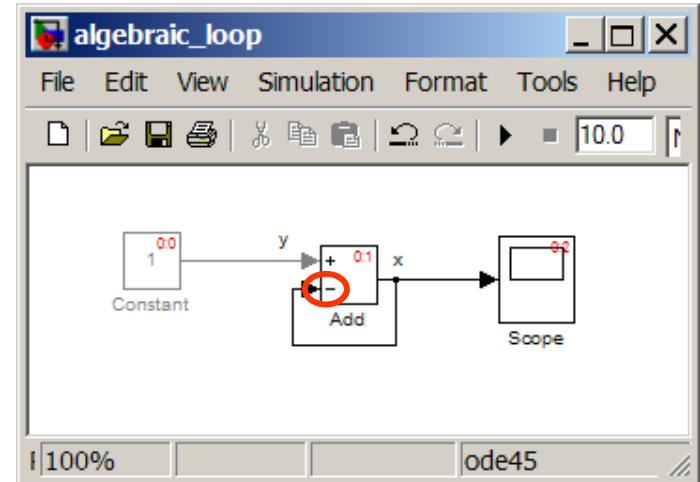 algebraic_loop
File Edit View Simulation Format Tools Help
10.0
0:0
1
Constant
y
+
0:1
−
Add
x
0:2
Scope
100%
ode45